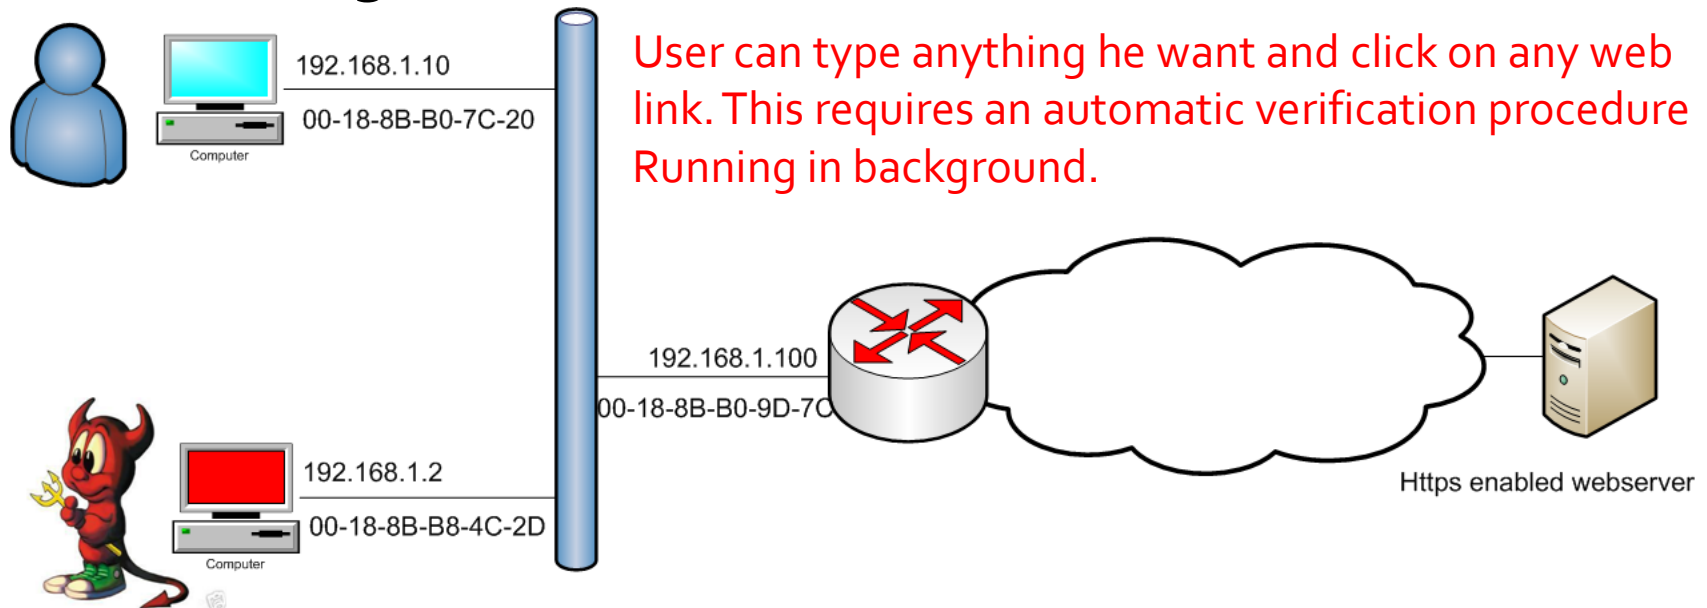 192.168.1.10
00-18-8B-B0-7C-20
Computer
User can type anything he want and click on any web
link. This requires an automatic verification procedure
Running in background.
192.168.1.100
00-18-8B-B0-9D-7C
Https enabled webserver
192.168.1.2
00-18-8B-B8-4C-2D
Computer